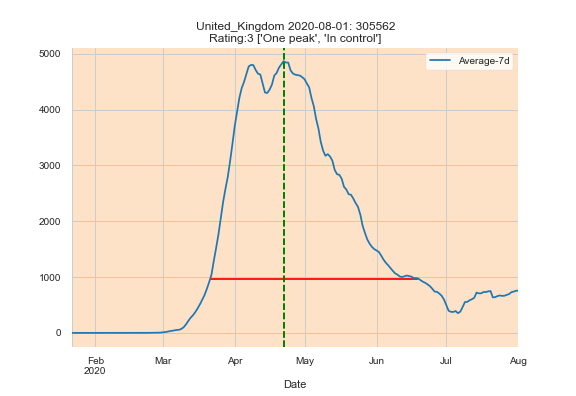 United_Kingdom 2020-08-01: 305562
Rating:3 ['One peak', 'In control']
Average-7d
5000
4000
3000
2000
1000
0
Feb Mar Apr May Jun Jul Aug
2020
Date